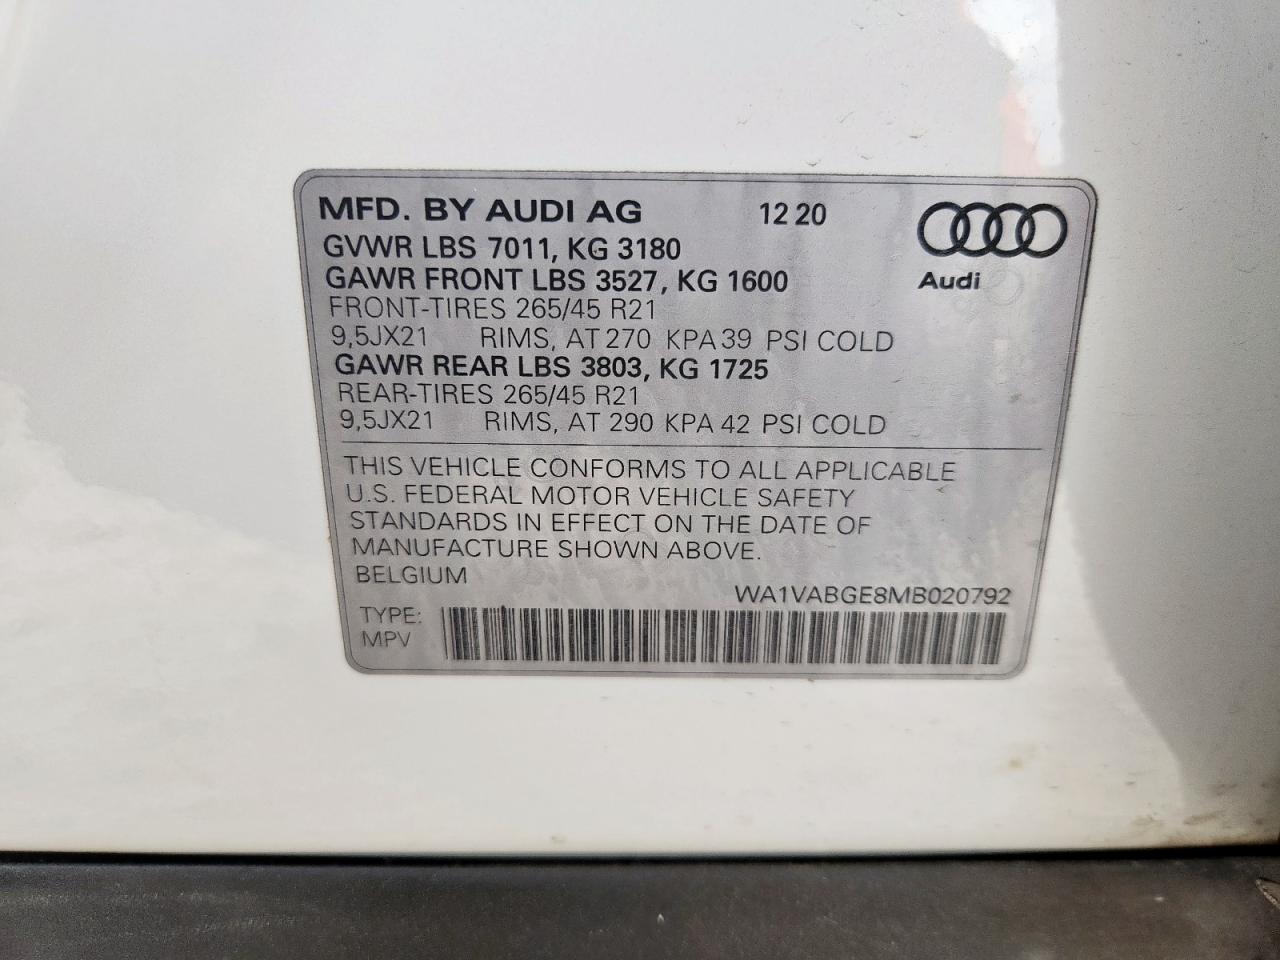 MFD. BY AUDI AG 12 20
GVWR LBS 7011, KG 3180
GAWR FRONT LBS 3527, KG 1600
Audi
FRONT-TIRES 265/45 R21
9,5JX21 RIMS, AT 270 KPA 39 PSI COLD
GAWR REAR LBS 3803, KG 1725
REAR-TIRES 265/45 R21
9,5JX21 RIMS, AT 290 KPA 42 PSI COLD
THIS VEHICLE CONFORMS TO ALL APPLICABLE
U.S. FEDERAL MOTOR VEHICLE SAFETY
STANDARDS IN EFFECT ON THE DATE OF
MANUFACTURE SHOWN ABOVE.
BELGIUM
WA1VABGE8MB020792
TYPE:
MPV